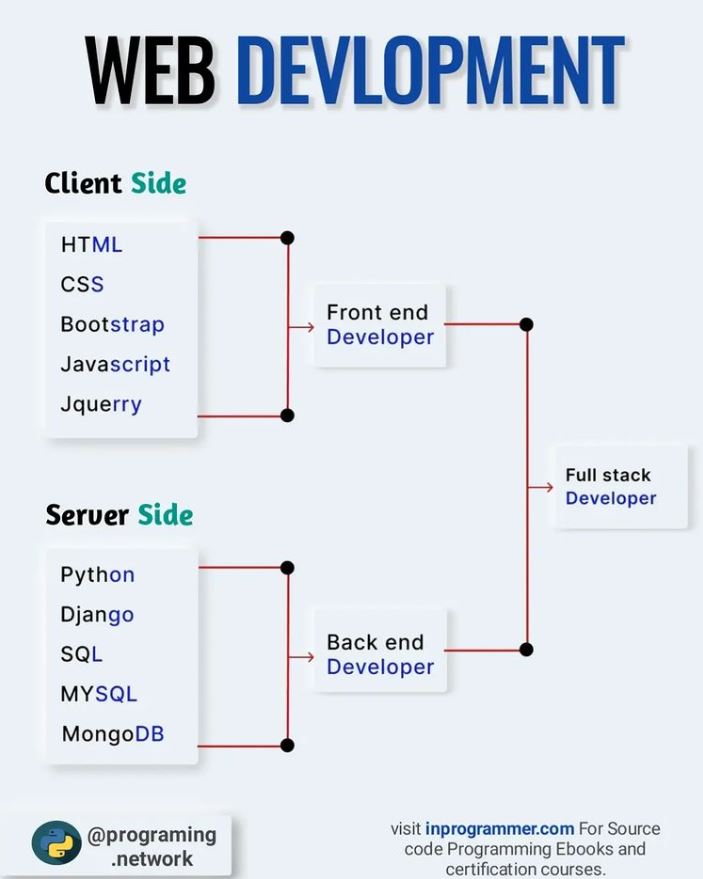 WEB DEVLOPMENT
Client Side
HTML
CSS
Bootstrap
Javascript
Jquerry
Front end
Developer
Full stack
Developer
Server Side
Python
Django
SQL
MYSQL
MongoDB
Back end
Developer
@programing
.network
visit inprogrammer.com For Source
code Programming Ebooks and
certification courses.